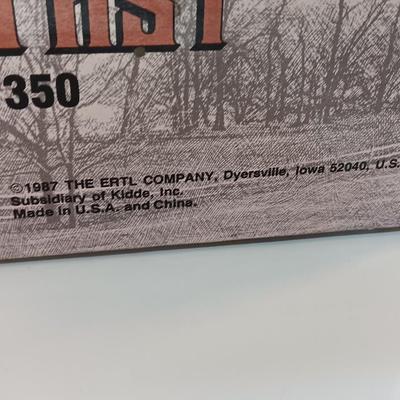 350
©1987 THE ERTL COMPANY, Dyersville, Iowa 52040, U.S.
Subsidiary of Kidde, Inc.
Made in U.S.A. and China.